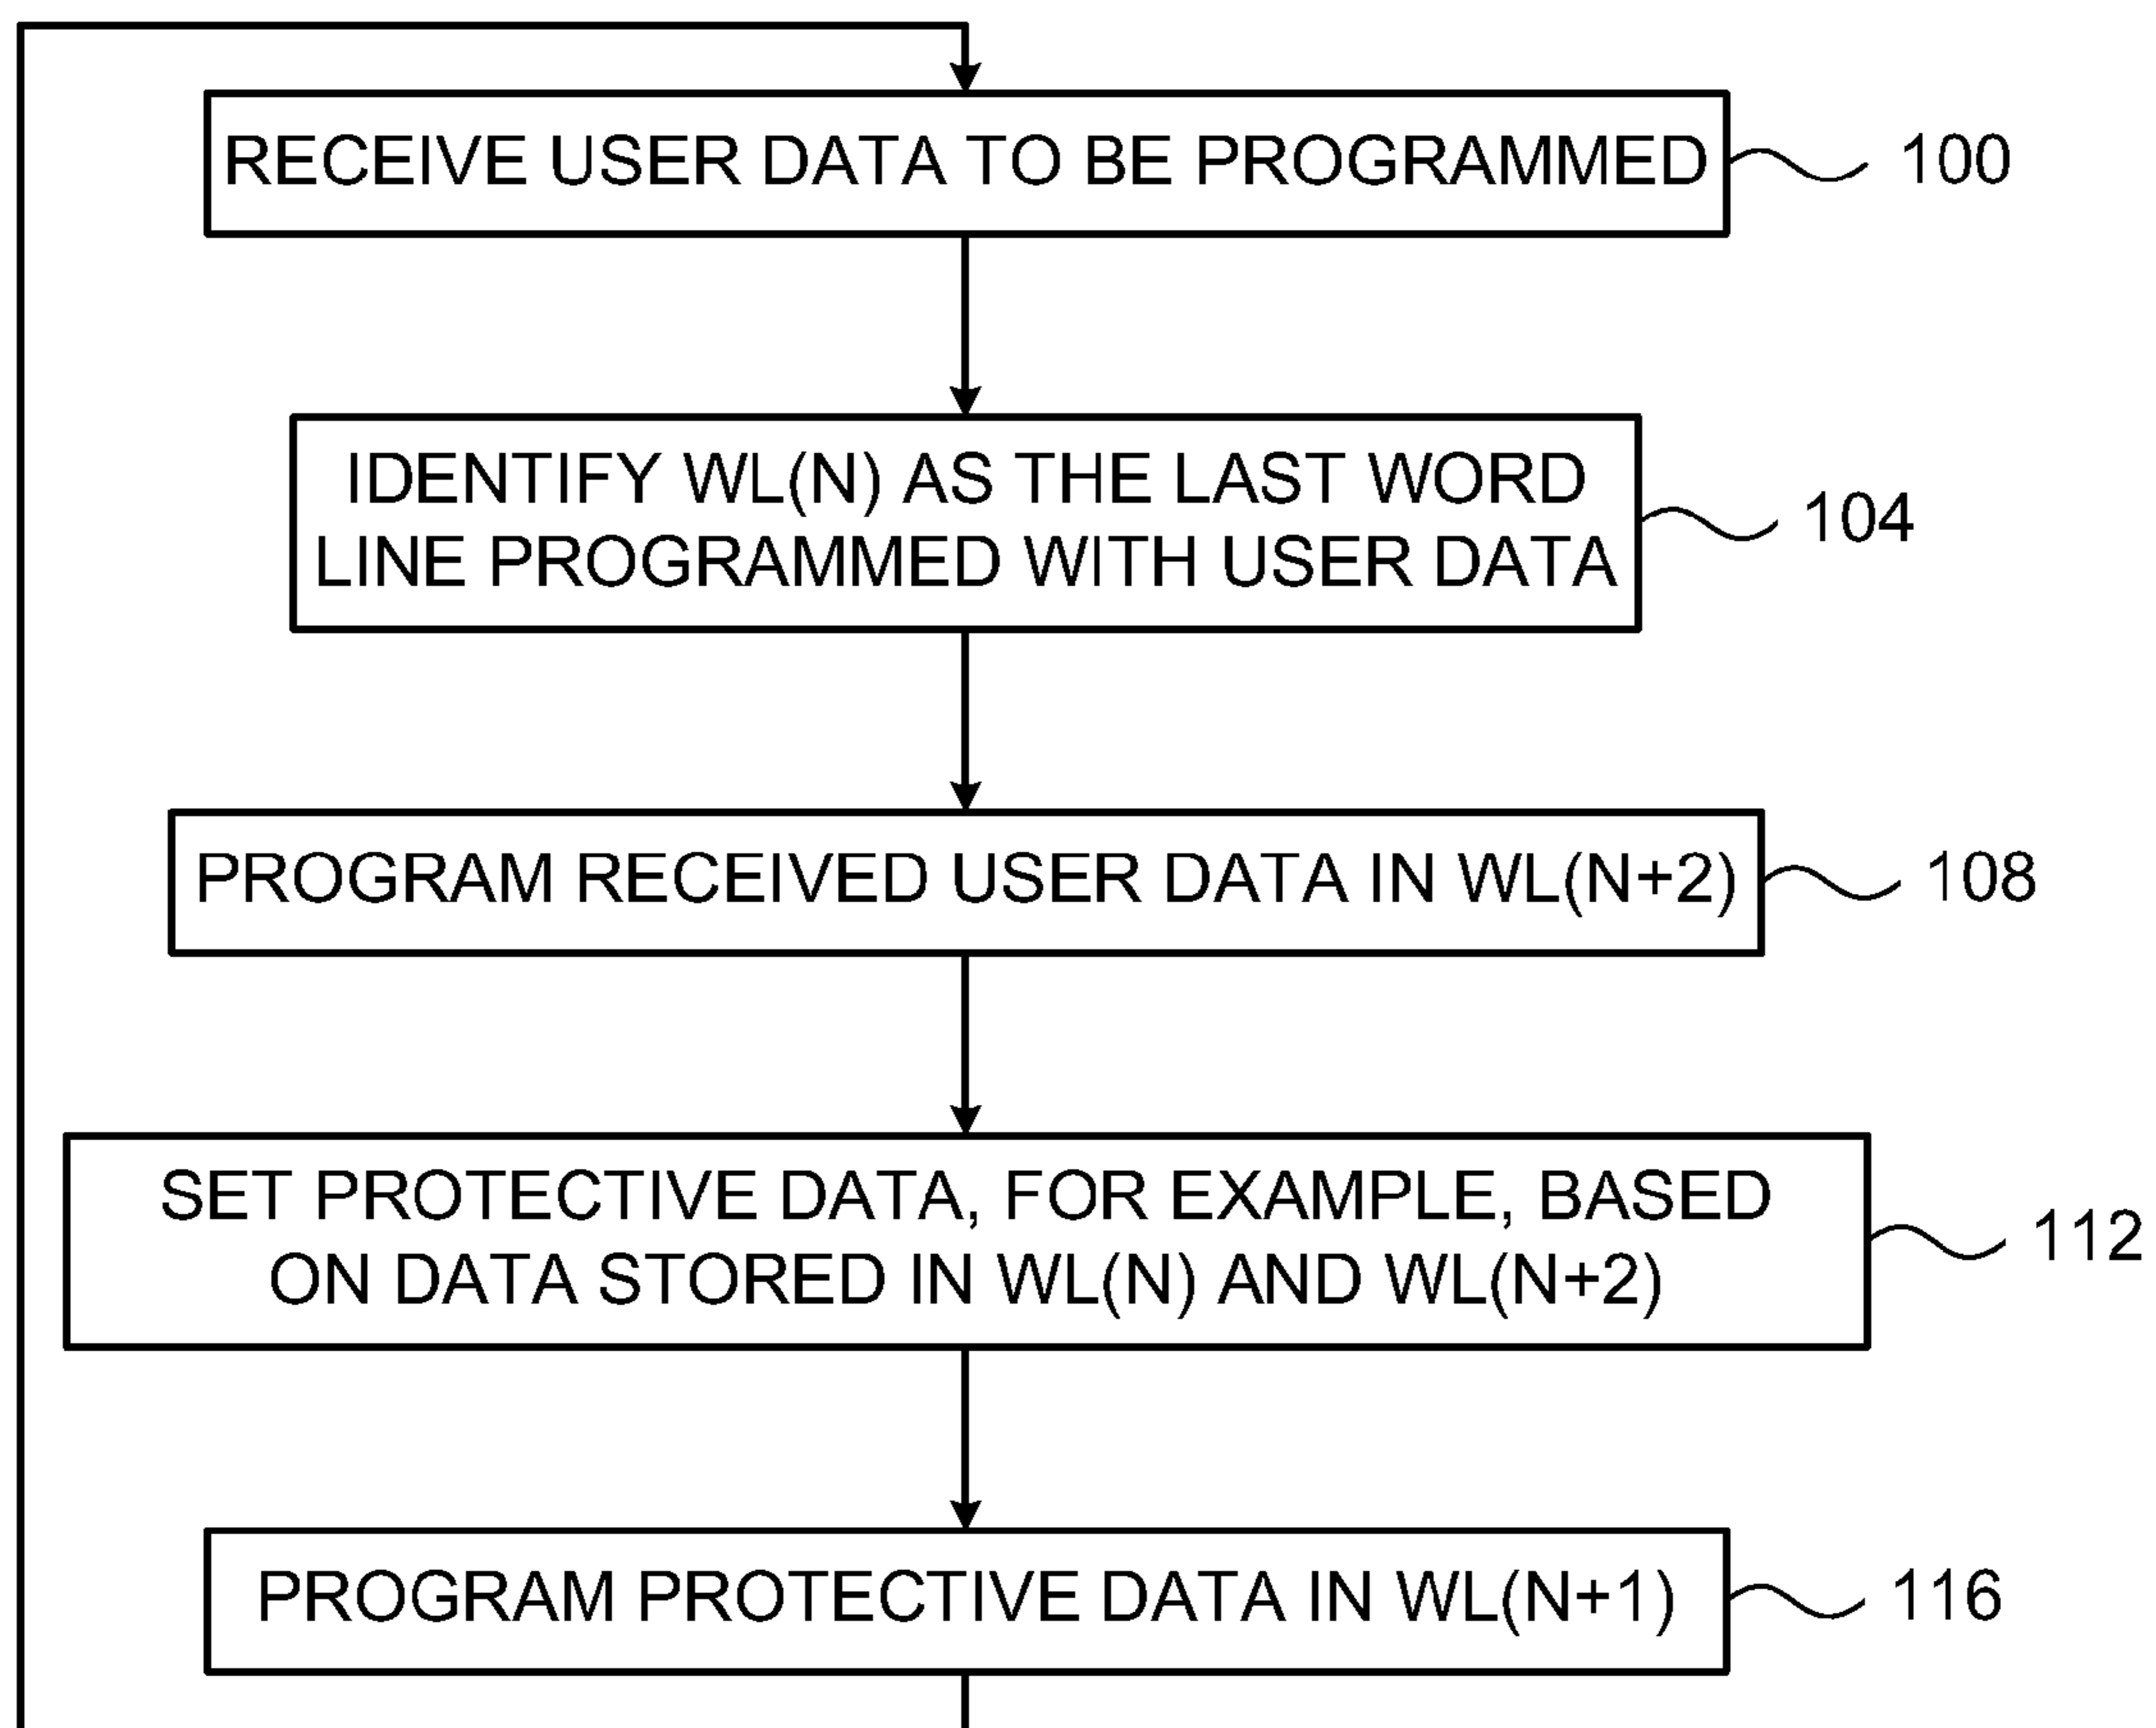 RECEIVE USER DATA TO BE PROGRAMMED
100
IDENTIFY WL(N) AS THE LAST WORD
LINE PROGRAMMED WITH USER DATA
104
PROGRAM RECEIVED USER DATA IN WL(N+2)
108
SET PROTECTIVE DATA, FOR EXAMPLE, BASED
ON DATA STORED IN WL(N) AND WL(N+2)
112
PROGRAM PROTECTIVE DATA IN WL(N+1)
116